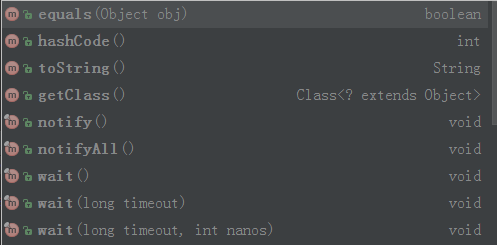 m equals(Object obj) boolean
m hashCode() int
m toString() String
m getClass() Class<? extends Object>
m notify() void
m notifyAll() void
m wait() void
m wait(long timeout) void
m wait(long timeout, int nanos) void